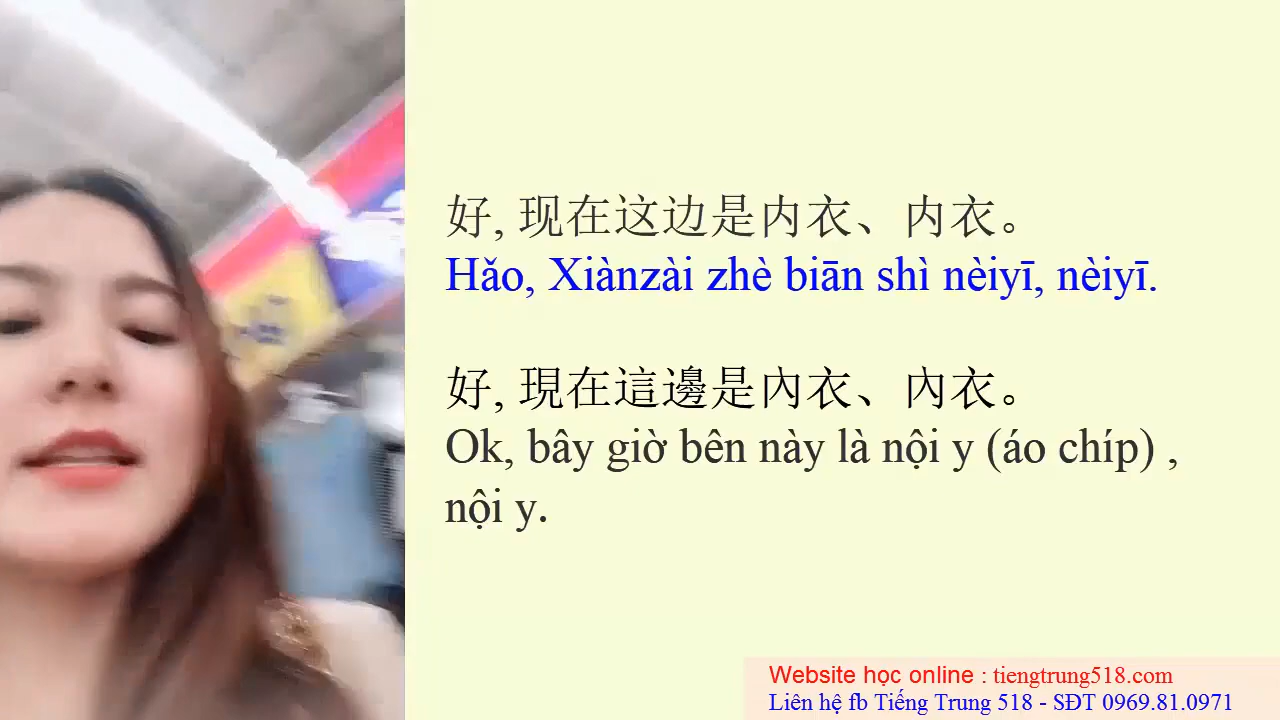 好, 现在这边是内衣、内衣。
Hǎo, Xiànzài zhè biān shì nèiyī, nèiyī.
好, 現在這邊是內衣、內衣。
Ok, bây giờ bên này là nội y (áo chíp) ,
nội y.
Website học online : tiengtrung518.com
Liên hệ fb Tiếng Trung 518 - SĐT 0969.81.0971